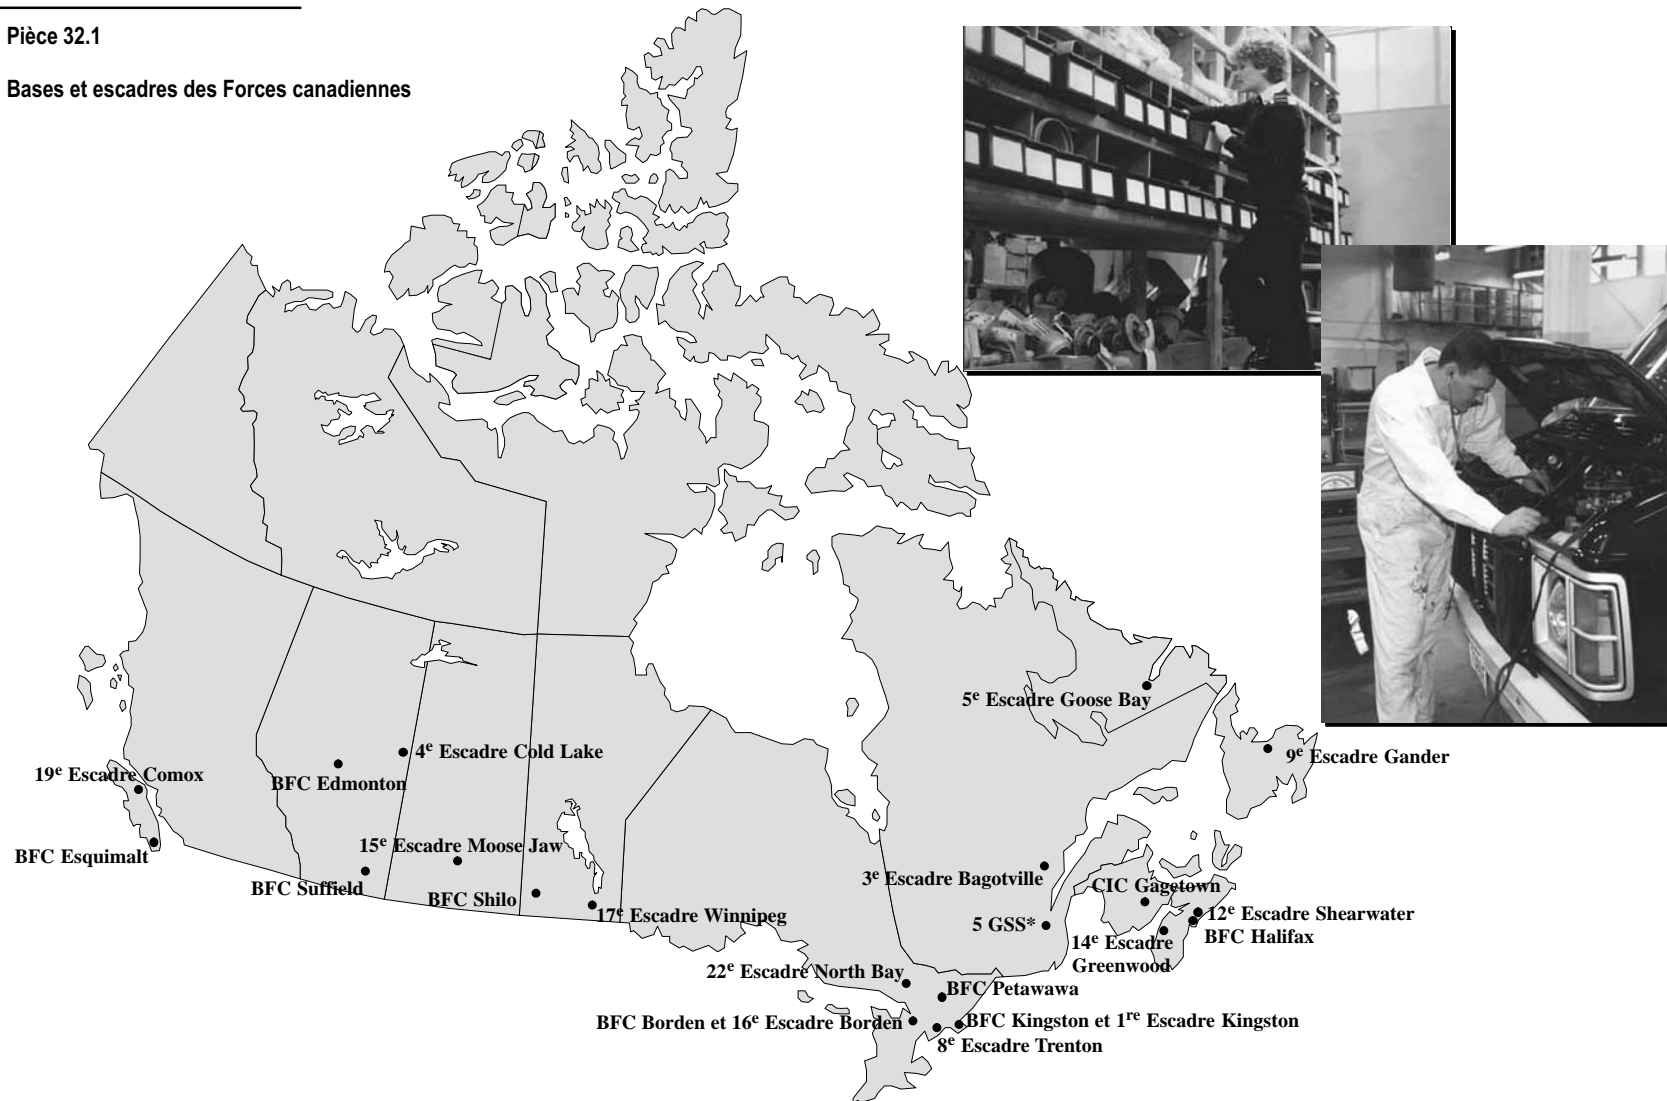 Pièce 32.1
Bases et escadres des Forces canadiennes
5e Escadre Goose Bay
4e Escadre Cold Lake
9e Escadre Gander
19e Escadre Comox
BFC Edmonton
15e Escadre Moose Jaw
BFC Esquimalt
3e Escadre Bagotville
CIC Gagetown
BFC Suffield
BFC Shilo
17e Escadre Winnipeg
12e Escadre Shearwater
5 GSS*
BFC Halifax
14e Escadre
Greenwood
22e Escadre North Bay
BFC Petawawa
BFC Borden et 16e Escadre Borden
BFC Kingston et 1re Escadre Kingston
8e Escadre Trenton